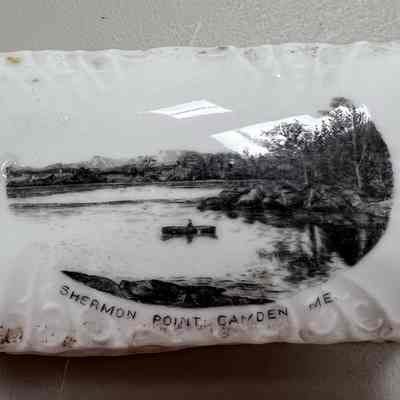 SHERMON POINT, CAMDEN ME.